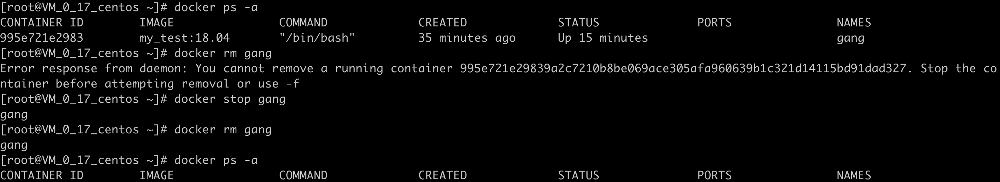 [root@VM_0_17_centos ~]# docker ps -a
CONTAINER ID        IMAGE               COMMAND             CREATED             STATUS              PORTS               NAMES
995e721e2983        my_test:18.04       "/bin/bash"         35 minutes ago      Up 15 minutes                           gang
[root@VM_0_17_centos ~]# docker rm gang
Error response from daemon: You cannot remove a running container 995e721e29839a2c7210b8be069ace305afa960639b1c321d14115bd91dad327. Stop the co
ntainer before attempting removal or use -f
[root@VM_0_17_centos ~]# docker stop gang
gang
[root@VM_0_17_centos ~]# docker rm gang
gang
[root@VM_0_17_centos ~]# docker ps -a
CONTAINER ID        IMAGE               COMMAND             CREATED             STATUS              PORTS               NAMES